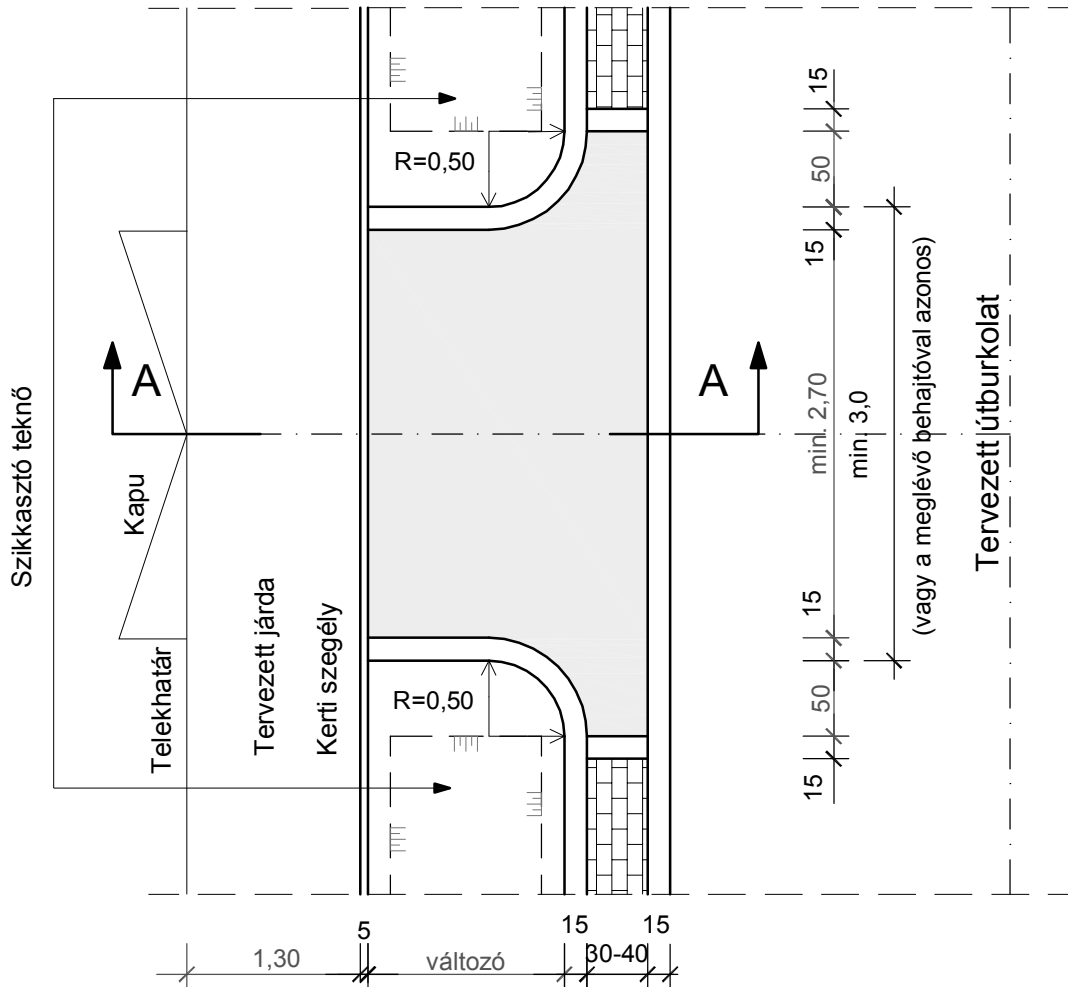 Szikkasztó teknő
Kapu
Telekhatár
Tervezett járda
Kerti szegély
R=0,50
R=0,50
A
A
15
50
15
min. 2,70
min. 3,0
(vagy a meglévő behajtóval azonos)
15
50
15
Tervezett útburkolat
1,30
5
változó
15
30-40
15